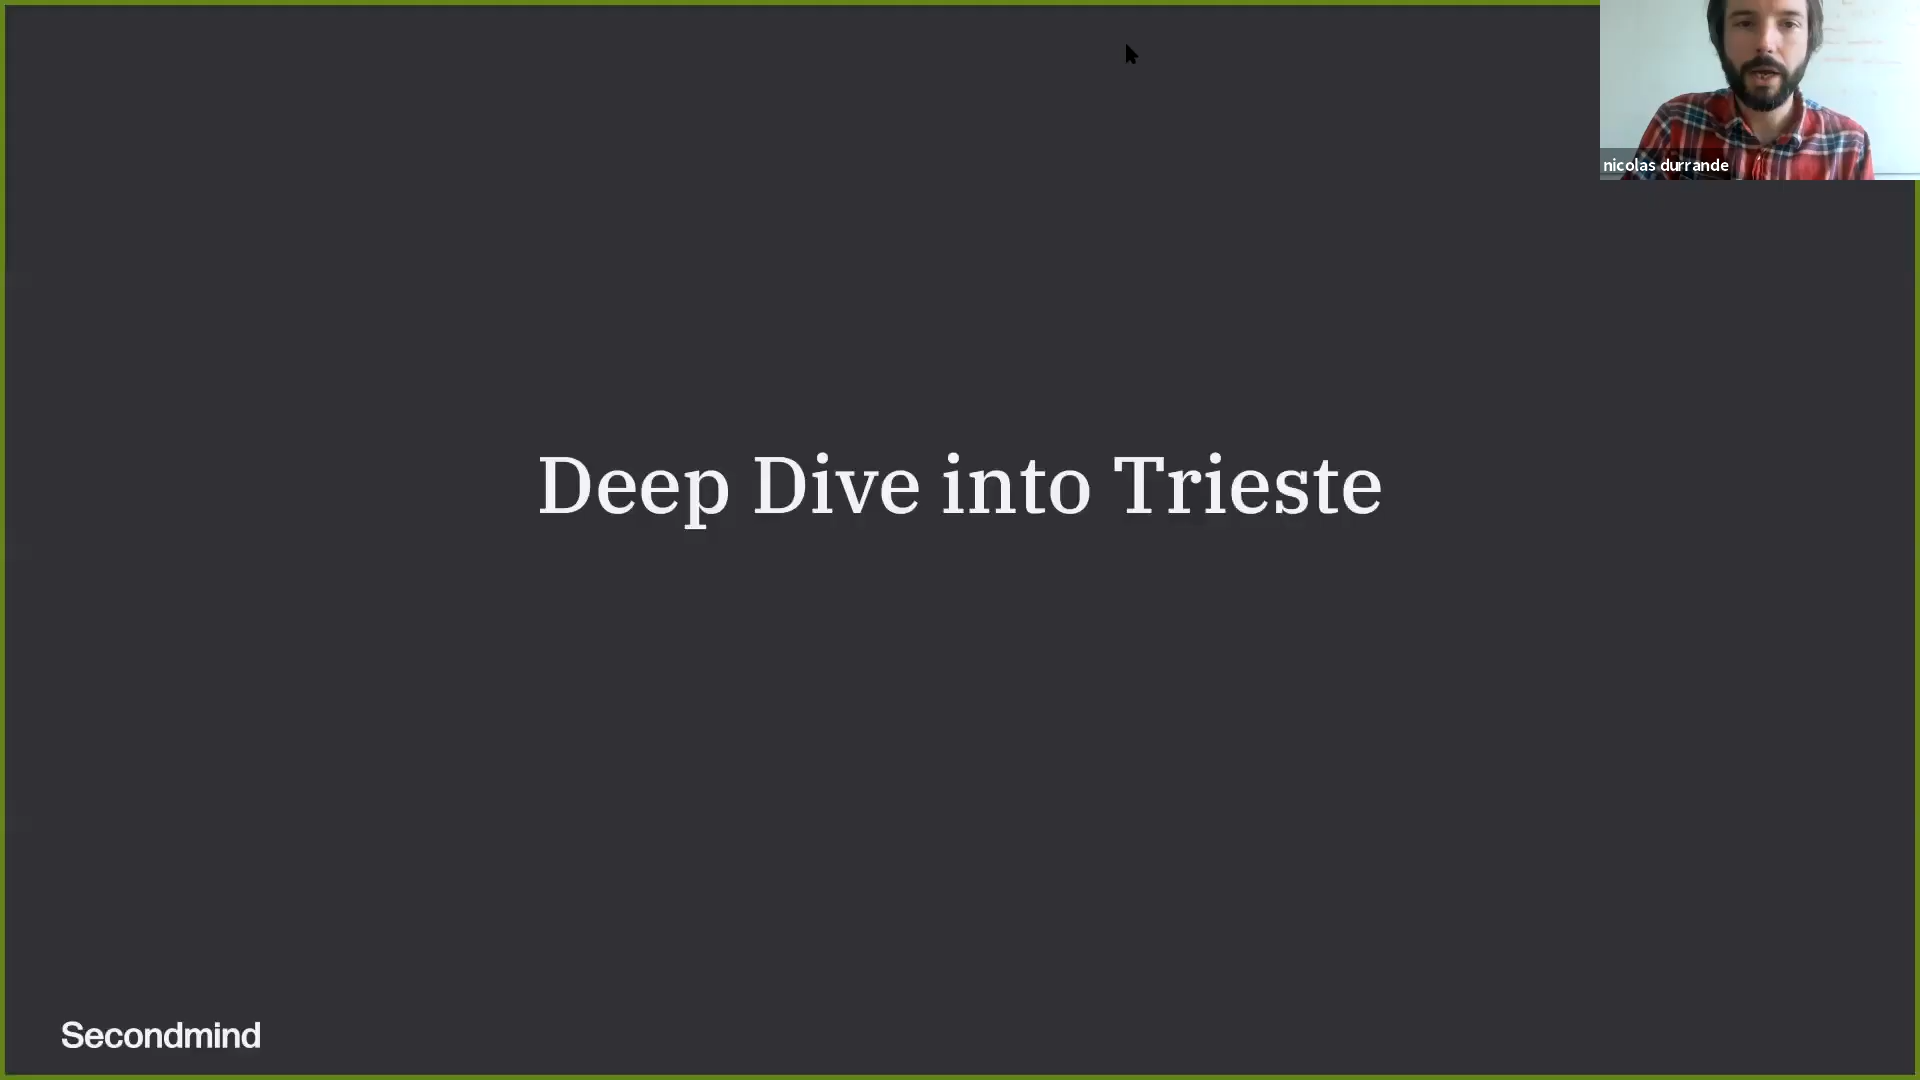 nicolas durrande
Deep Dive into Trieste
Secondmind